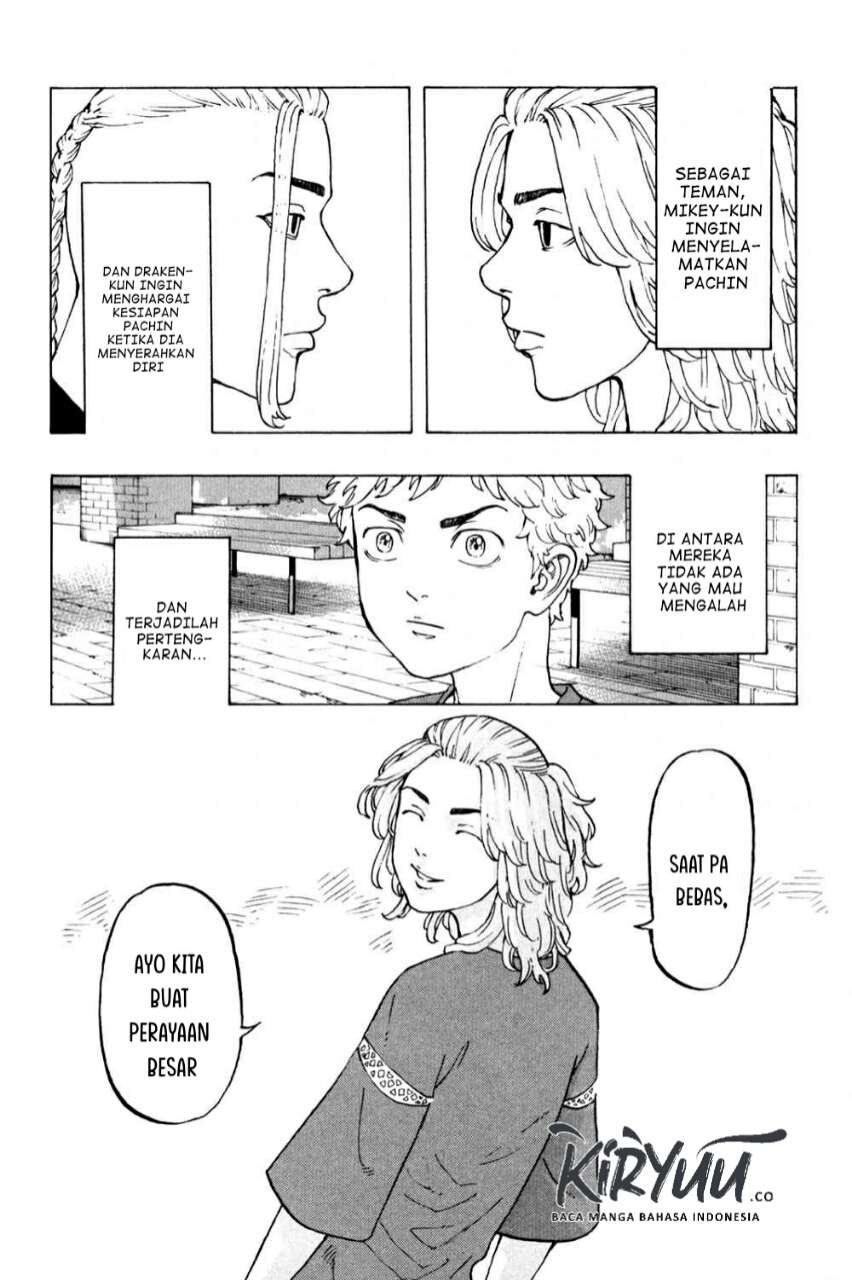 SEBAGAI
TEMAN,
MIKEY-KUN
INGIN
MENYELA-
MATKAN
PACHIN
DAN DRAKEN-
KUN INGIN
MENGHARGAI
KESIAPAN
PACHIN
KETIKA DIA
MENYERAHKAN
DIRI
DI ANTARA
MEREKA
TIDAK ADA
YANG MAU
MENGALAH
DAN
TERJADILAH
PERTENG-
KARAN...
SAAT PA
BEBAS,
AYO KITA
BUAT
PERAYAAN
BESAR
KIRYUU.CO
BACA MANGA BAHASA INDONESIA